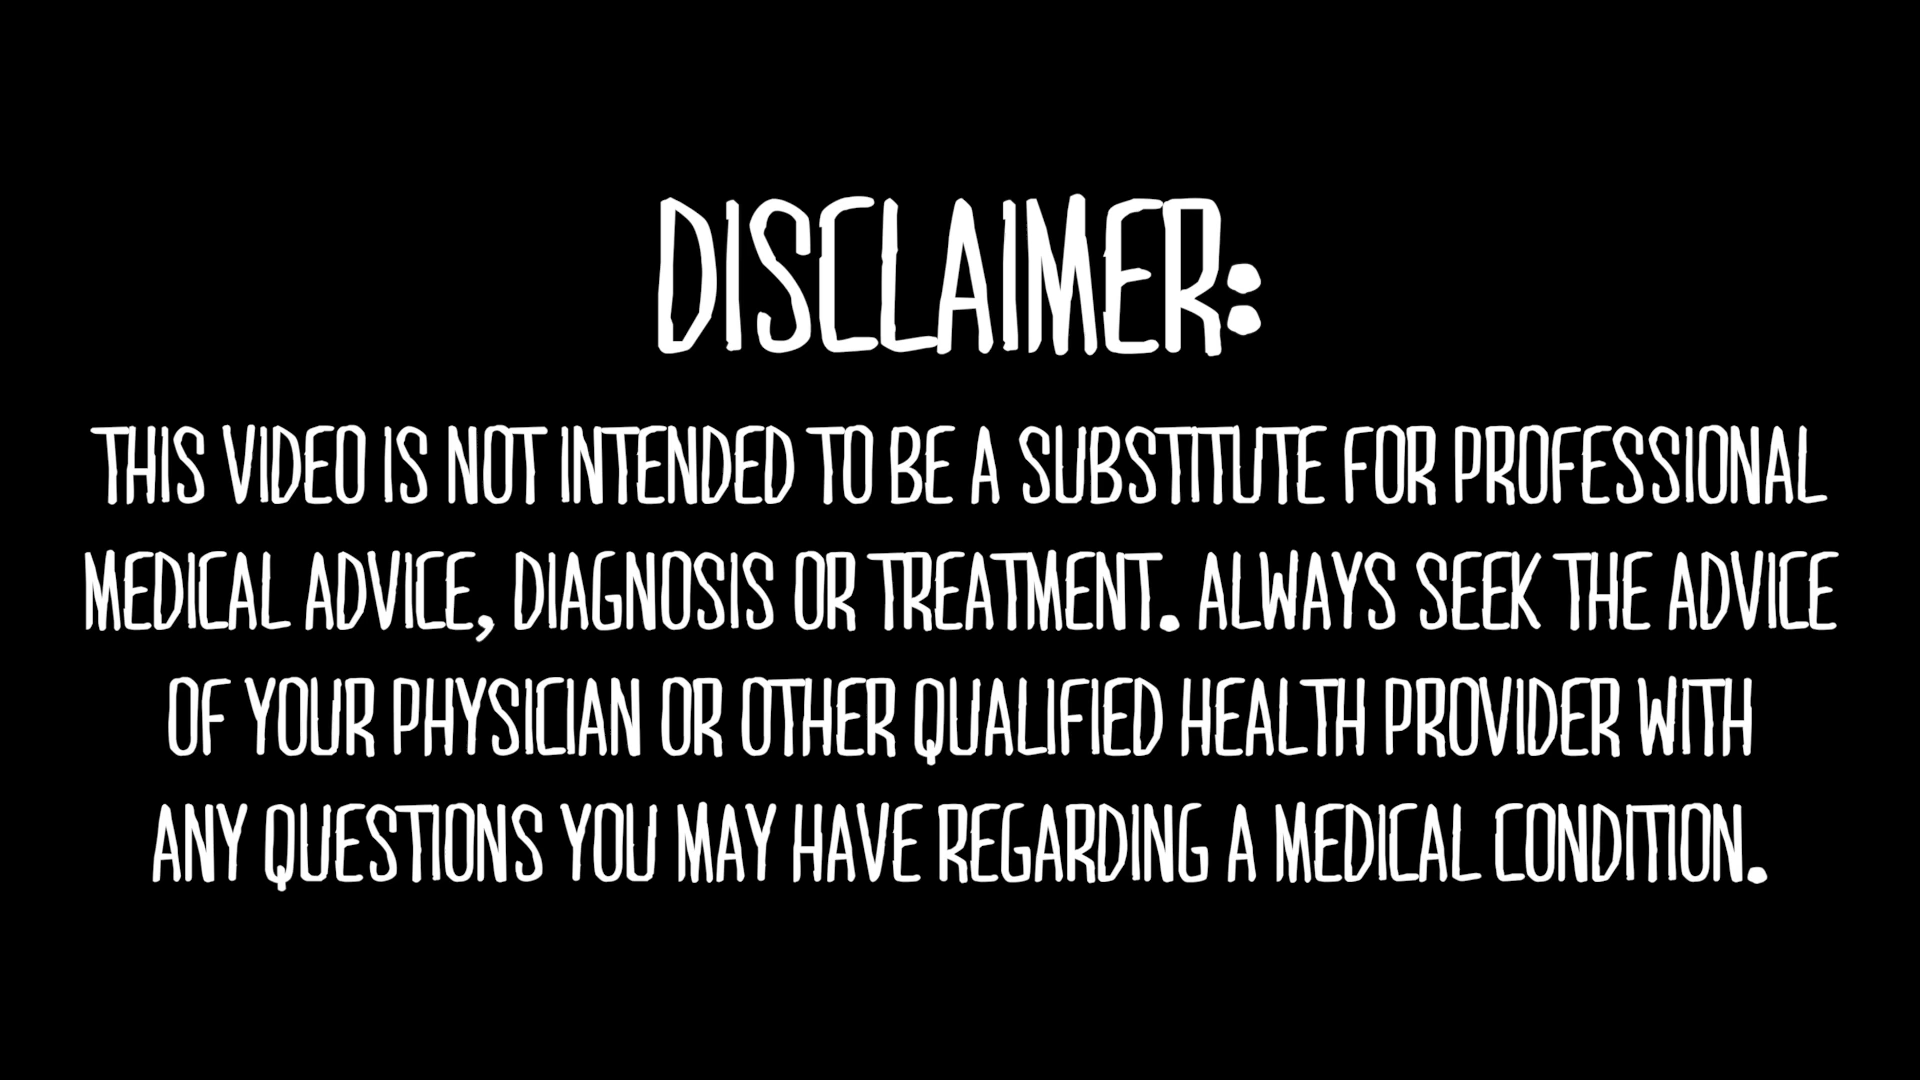 DISCLAIMER:
THIS VIDEO IS NOT INTENDED TO BE A SUBSTITUTE FOR PROFESSIONAL
MEDICAL ADVICE, DIAGNOSIS OR TREATMENT. ALWAYS SEEK THE ADVICE
OF YOUR PHYSICIAN OR OTHER QUALIFIED HEALTH PROVIDER WITH
ANY QUESTIONS YOU MAY HAVE REGARDING A MEDICAL CONDITION.